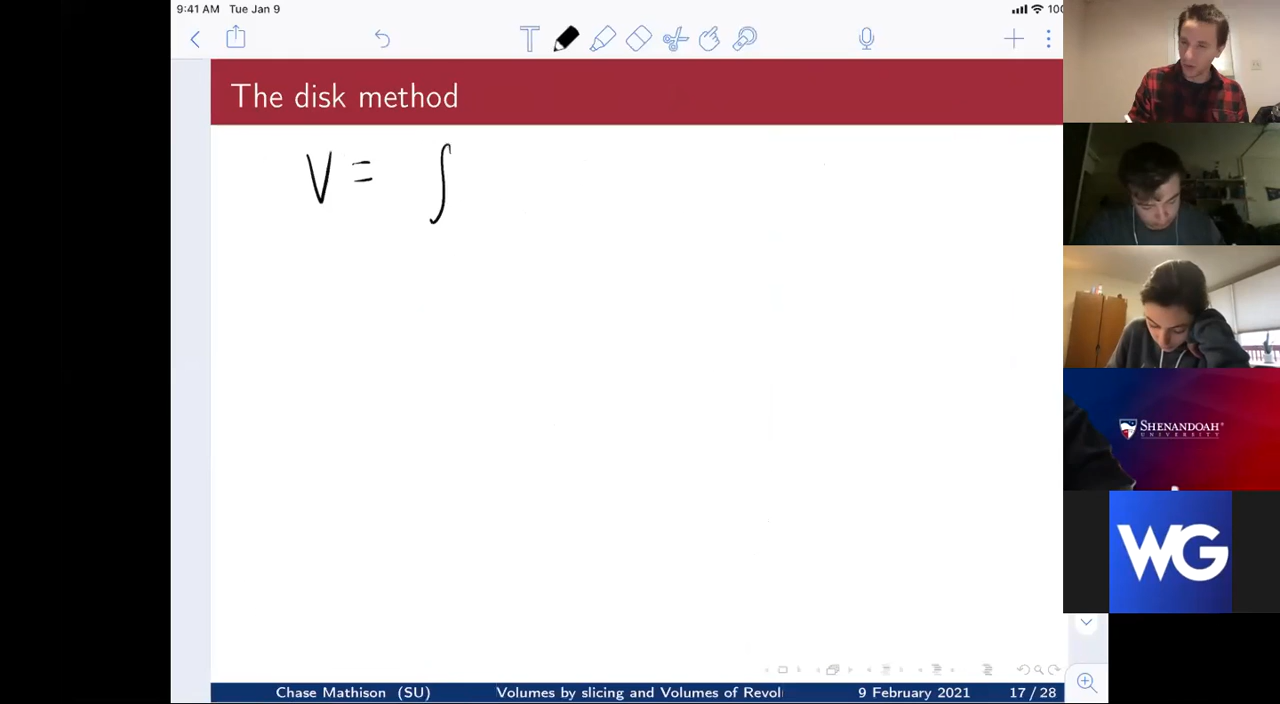 9:41 AM Tue Jan 9
The disk method
V = ∫
SHENANDOAH
UNIVERSITY
WG
Chase Mathison (SU) Volumes by slicing and Volumes of Revol 9 February 2021 17 / 28